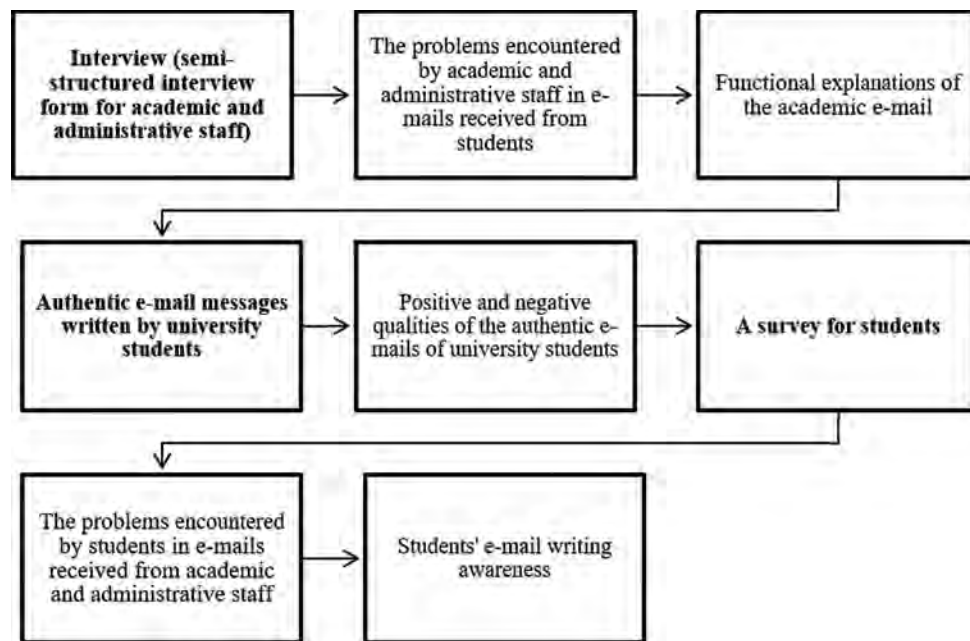 Interview (semi-
structured interview
form for academic and
administrative staff)
The problems encountered
by academic and
administrative staff in e-
mails received from
students
Functional explanations of
the academic e-mail
Authentic e-mail messages
written by university
students
Positive and negative
qualities of the authentic e-
mails of university students
A survey for students
The problems encountered
by students in e-mails
received from academic
and administrative staff
Students' e-mail writing
awareness